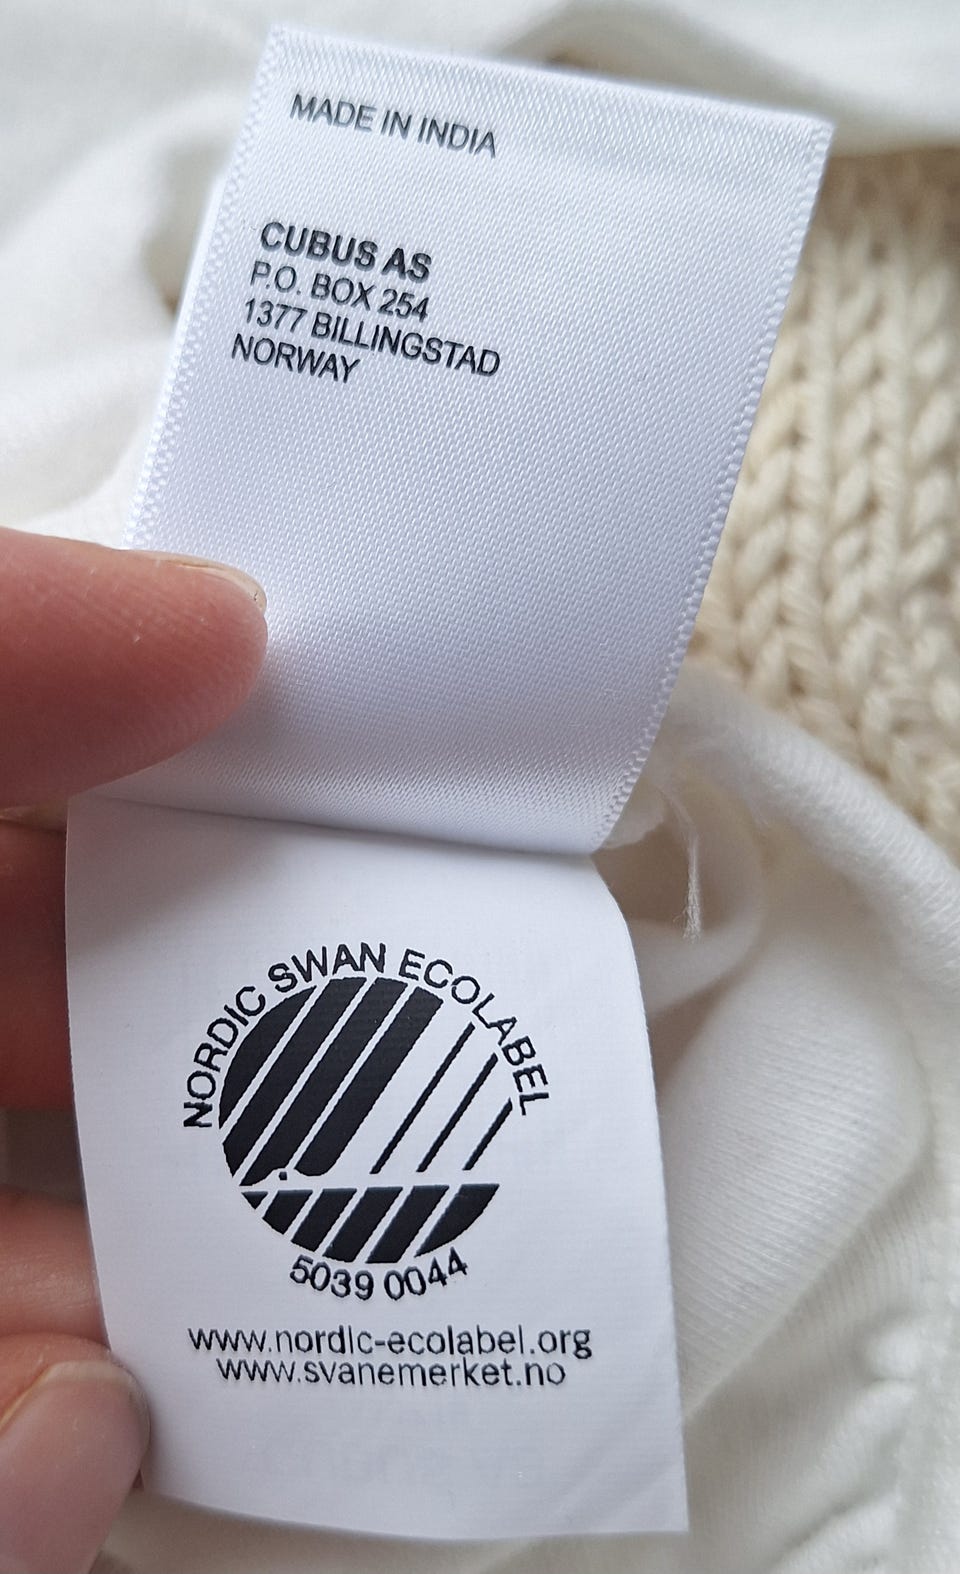 MADE IN INDIA
CUBUS AS
P.O. BOX 254
1377 BILLINGSTAD
NORWAY
NORDIC SWAN ECOLABEL
5039 0044
www.nordic-ecolabel.org
www.svanemerket.no